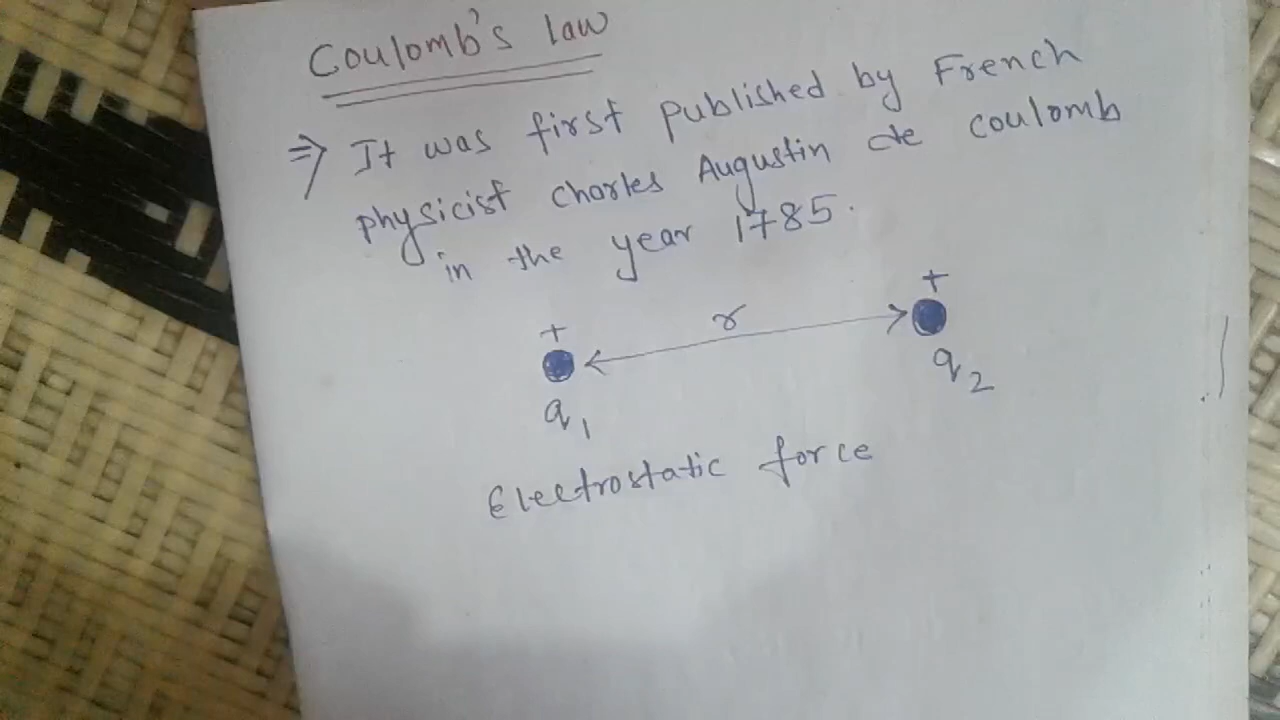 Coulomb's law
⇒ It was first published by French
physicist charles Augustin de coulomb
in the year 1785.
+ +
r
q1 q2
Electrostatic force